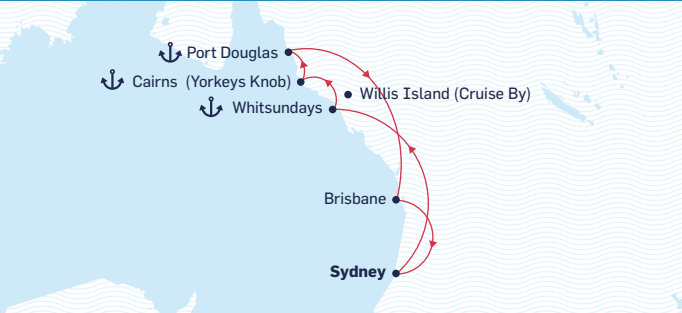 Port Douglas
Cairns (Yorkeys Knob)
Willis Island (Cruise By)
Whitsundays
Brisbane
Sydney